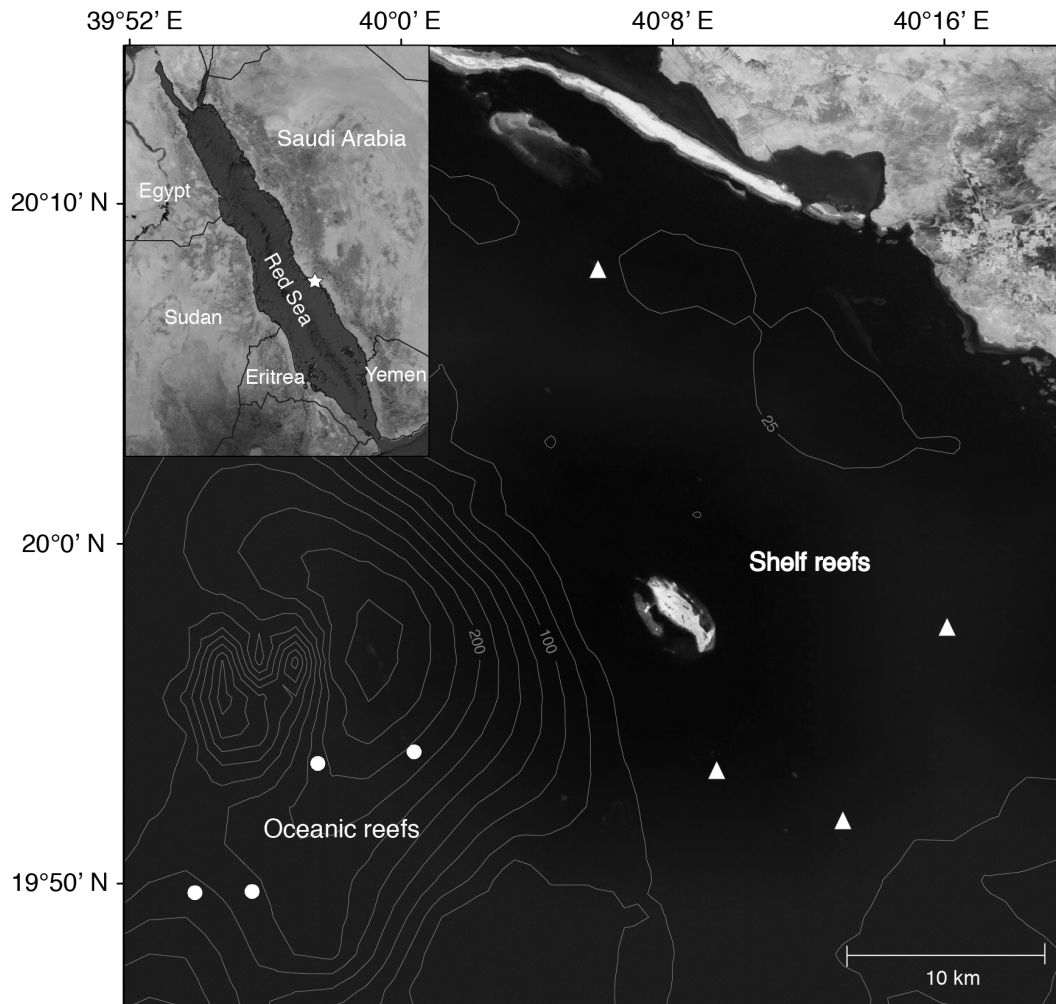 39°52’ E
40°0’ E
40°8’ E
40°16’ E
20°10’ N
20°0’ N
19°50’ N
Saudi Arabia
Egypt
Red Sea
Sudan
Eritrea
Yemen
25
Shelf reefs
200
100
Oceanic reefs
10 km